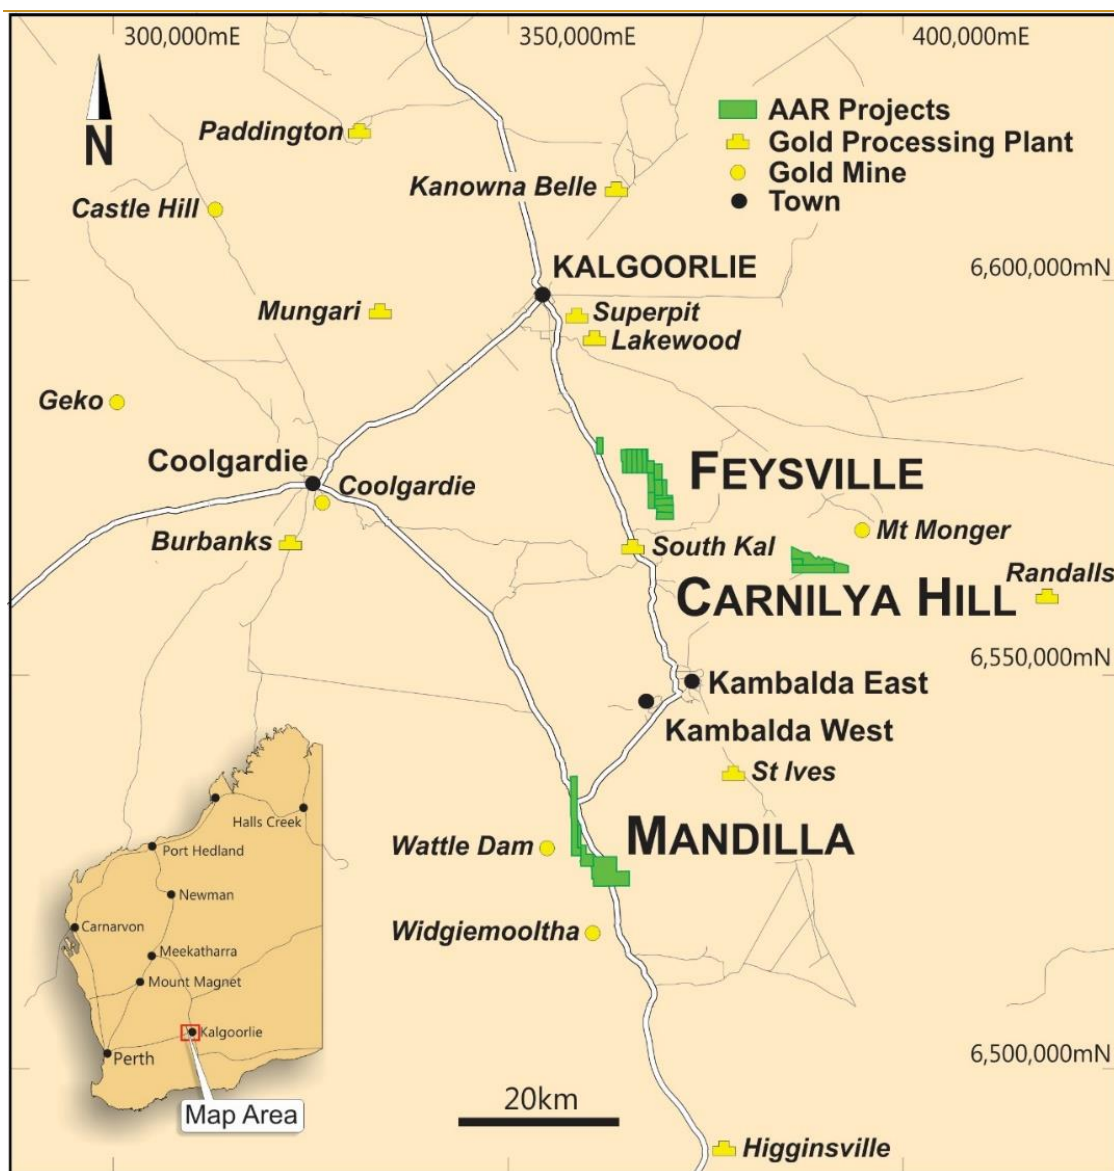 300,000mE
350,000mE
400,000mE
N
Paddington
Castle Hill
Kanowna Belle
AAR Projects
Gold Processing Plant
Gold Mine
Town
KALGOORLIE
6,600,000mN
Mungari
Superpit
Lakewood
Geko
Coolgardie
Coolgardie
FEYSVILLE
Burbanks
South Kal
Mt Monger
Randalls
CARNILYA HILL
6,550,000mN
Kambalda East
Kambalda West
St Ives
Wattle Dam
MANDILLA
Widgiemooltha
Halls Creek
Port Hedland
Newman
Carnarvon
Meekatharra
Mount Magnet
Kalgoorlie
Perth
Map Area
6,500,000mN
20km
Higginsville